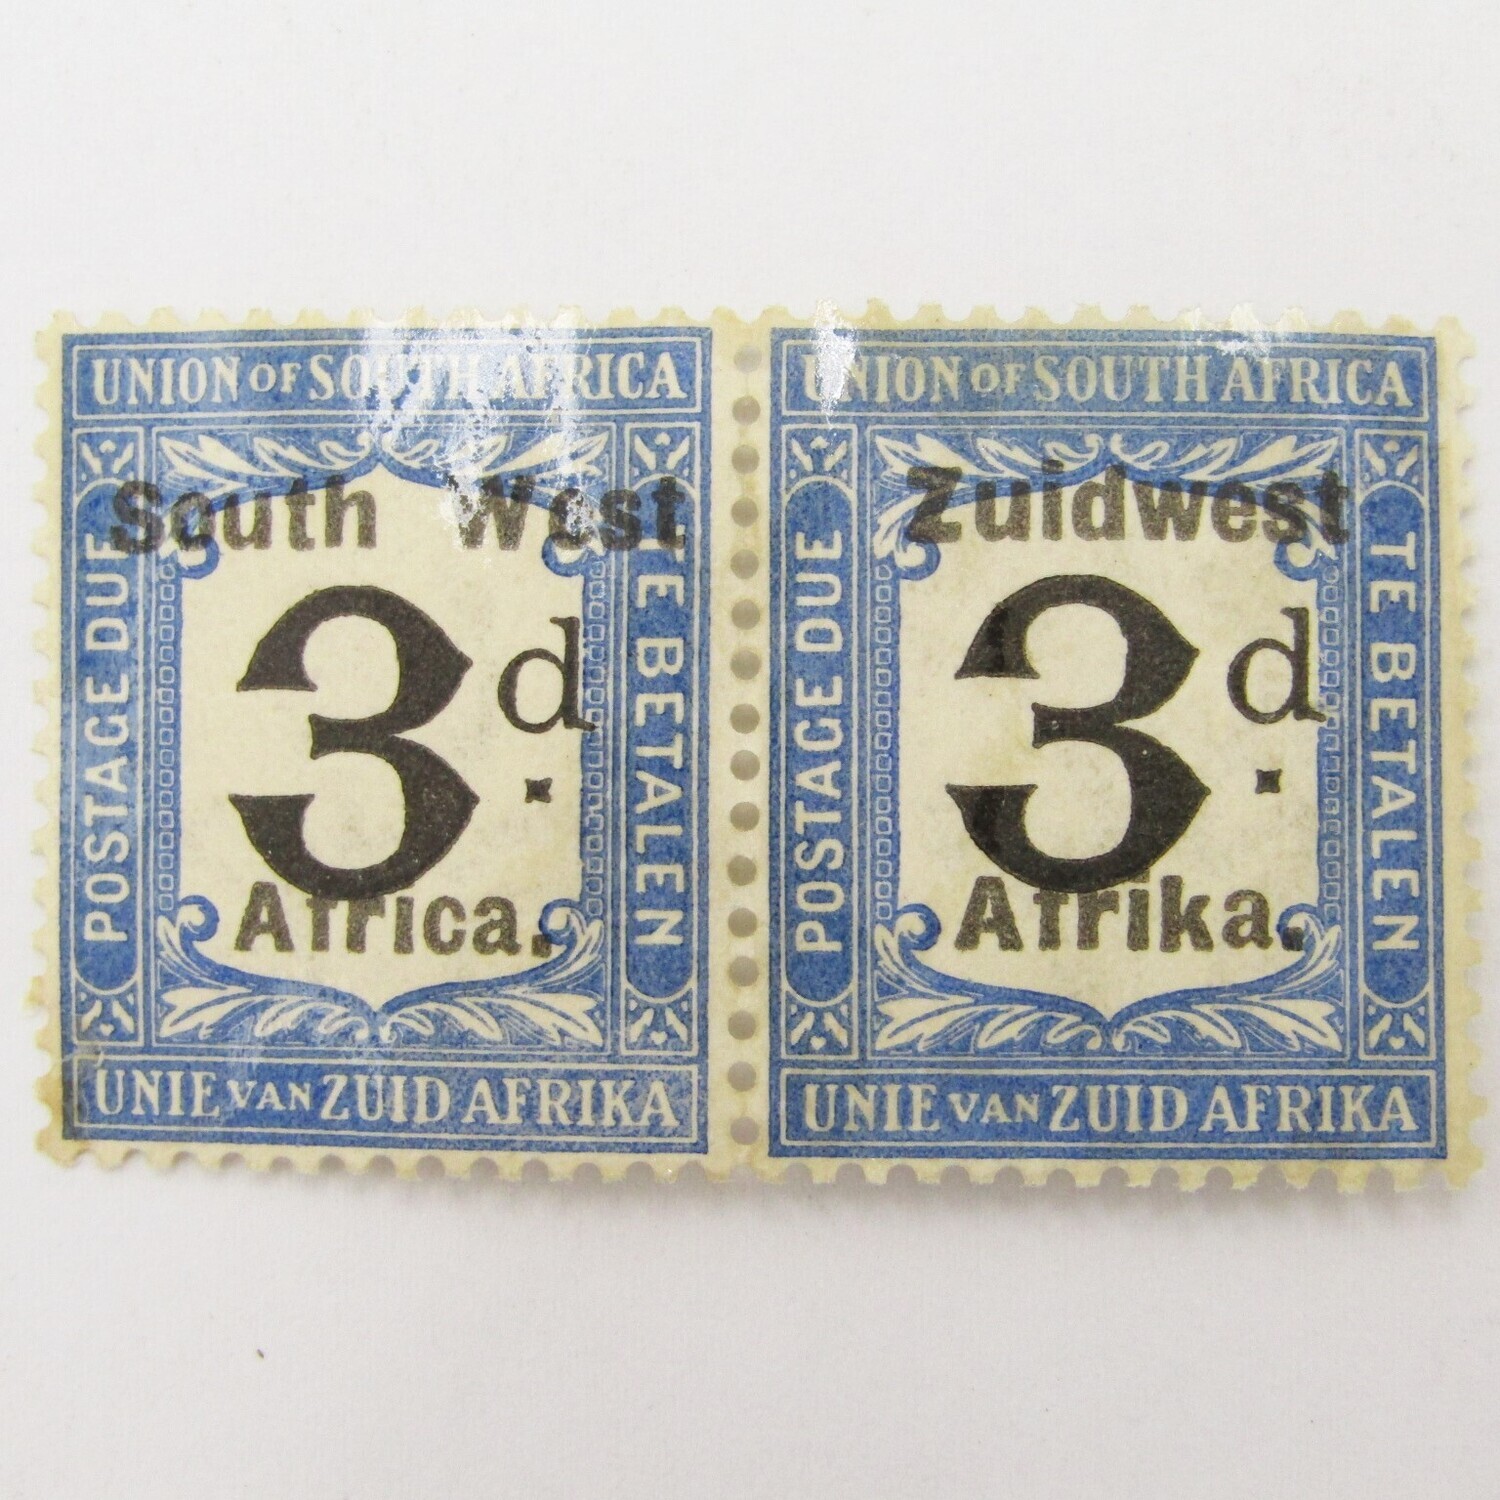 UNION OF SOUTH AFRICA
South West
POSTAGE DUE
3d.
TE BETALEN
Africa.
UNIE VAN ZUID AFRIKA
UNION OF SOUTH AFRICA
Zuidwest
POSTAGE DUE
3d.
TE BETALEN
Afrika.
UNIE VAN ZUID AFRIKA